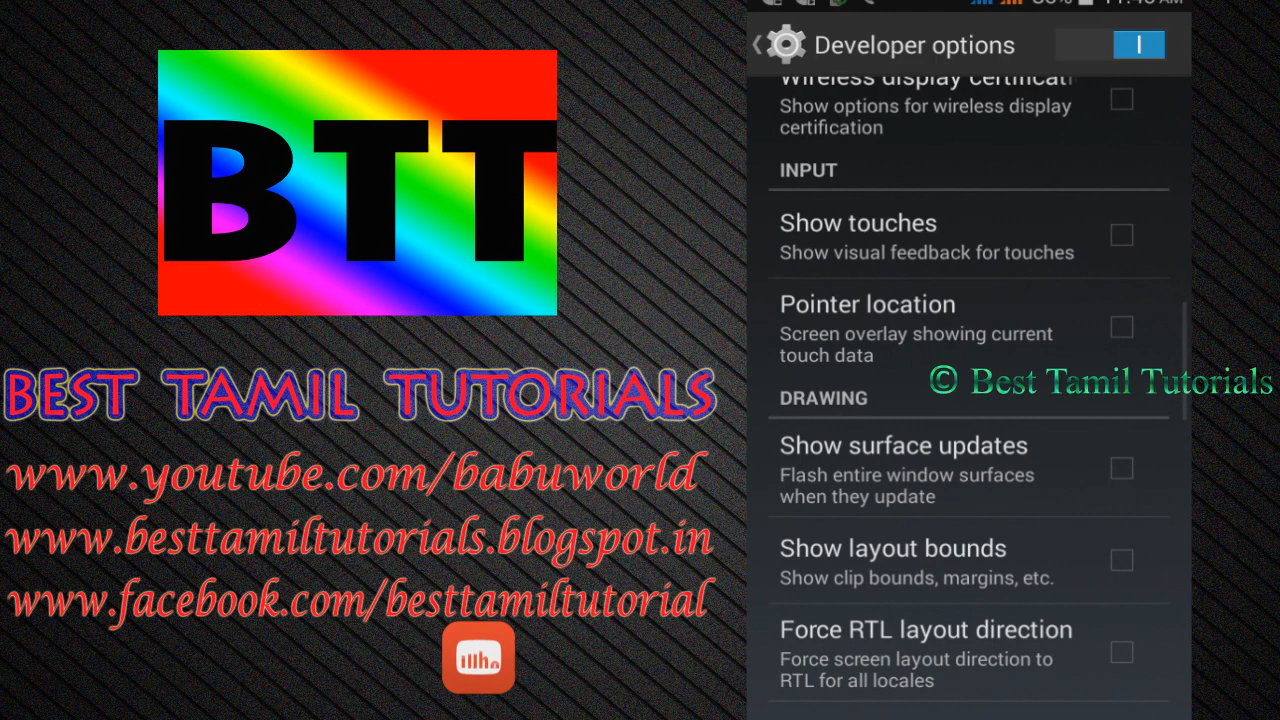 BTT
BEST TAMIL TUTORIALS
www.youtube.com/babuworld
www.besttamiltutorials.blogspot.in
www.facebook.com/besttamiltutorial
Developer options
Show options for wireless display
certification
INPUT
Show touches
Show visual feedback for touches
Pointer location
Screen overlay showing current
touch data
© Best Tamil Tutorials
DRAWING
Show surface updates
Flash entire window surfaces
when they update
Show layout bounds
Show clip bounds, margins, etc.
Force RTL layout direction
Force screen layout direction to
RTL for all locales